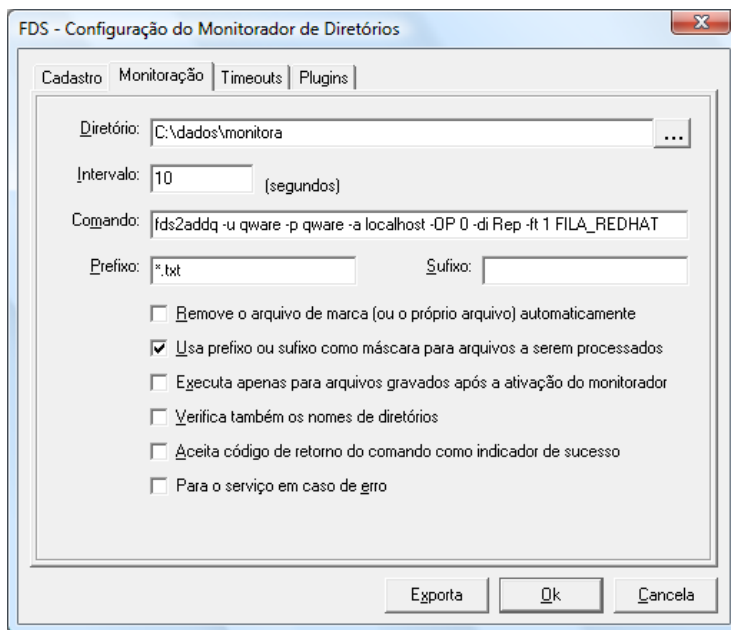 FDS - Configuração do Monitorador de Diretórios
Cadastro Monitoração Timeouts Plugins
Diretório: C:\dados\monitora ...
Intervalo: 10 (segundos)
Comando: fds2addq -u qware -p qware -a localhost -OP 0 -di Rep -ft 1 FILA_REDHAT
Prefixo: *.txt Sufixo:
Remove o arquivo de marca (ou o próprio arquivo) automaticamente
Usa prefixo ou sufixo como máscara para arquivos a serem processados
Executa apenas para arquivos gravados após a ativação do monitorador
Verifica também os nomes de diretórios
Aceita código de retorno do comando como indicador de sucesso
Para o serviço em caso de erro
Exporta Ok Cancela